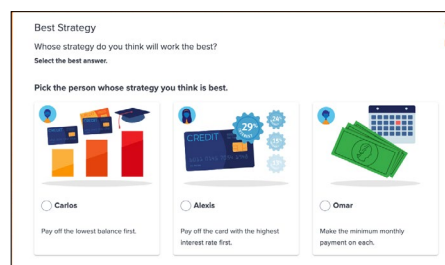 Best Strategy
Whose strategy do you think will work the best?
Select the best answer.
Pick the person whose strategy you think is best.
CREDIT
29%
Carlos
Alexis
Omar
Pay off the lowest balance first.
Pay off the card with the highest
interest rate first.
Make the minimum monthly
payment on each.